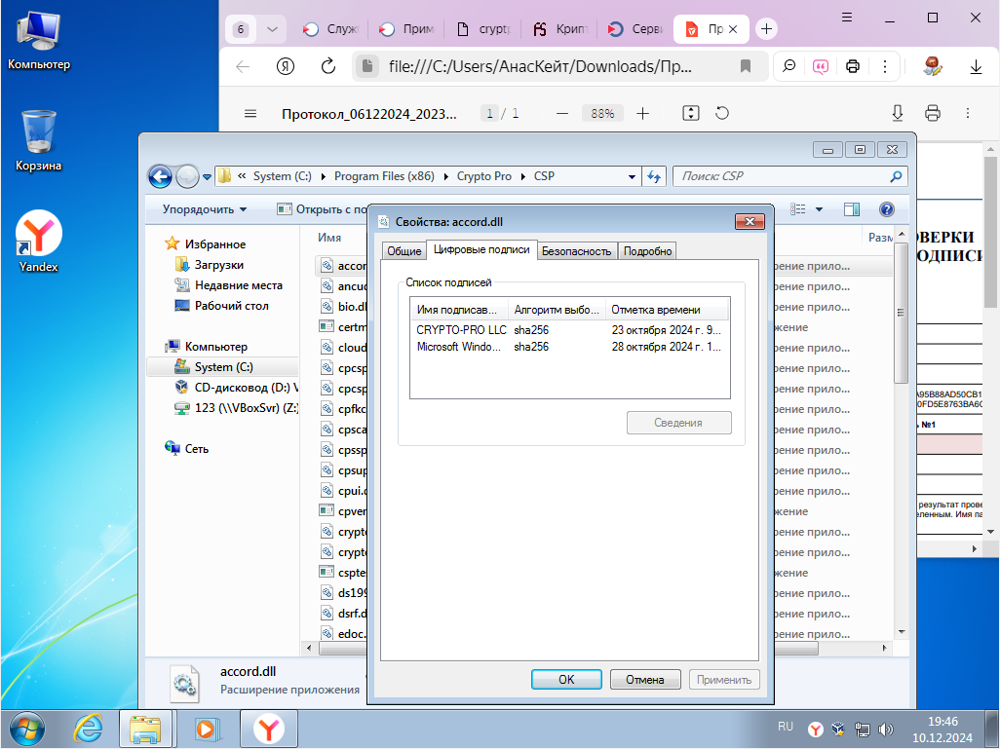 Компьютер
Корзина
Yandex
6
Служ
Прим
crypt
Крип
Серв
Пр
file:///C:/Users/АнасКейт/Downloads/Пр...
Протокол_06122024_2023...
1 / 1
88%
System (C:)
Program Files (x86)
Crypto Pro
CSP
Поиск: CSP
Упорядочить
Открыть с по
Избранное
Загрузки
Недавние места
Рабочий стол
Компьютер
System (C:)
CD-дисковод (D:) V
123 (\\VBoxSvr) (Z:)
Сеть
Имя
Разм
accor
ancud
bio.dl
certm
cloud
cpcsp
cpcsp
cpfkc
cpsca
cpssp
cpsup
cpui.d
cpver
crypto
crypto
cspte
ds199
dsrf.d
edoc.
рение прило...
рение прило...
рение прило...
жение
рение прило...
рение прило...
рение прило...
рение прило...
рение прило...
рение прило...
рение прило...
рение прило...
жение
рение прило...
рение прило...
жение
рение прило...
рение прило...
рение прило...
Свойства: accord.dll
Общие
Цифровые подписи
Безопасность
Подробно
Список подписей
Имя подписав...
Алгоритм выбо...
Отметка времени
CRYPTO-PRO LLC
sha256
23 октября 2024 г. 9...
Microsoft Windo...
sha256
28 октября 2024 г. 1...
Сведения
OK
Отмена
Применить
accord.dll
Расширение приложения
ОВЕРКИ
ОДПИСИ
A95B88AD50CB1
0FD5E8763BA6C
№1
результат прове
еленным. Имя па
RU
19:46
10.12.2024